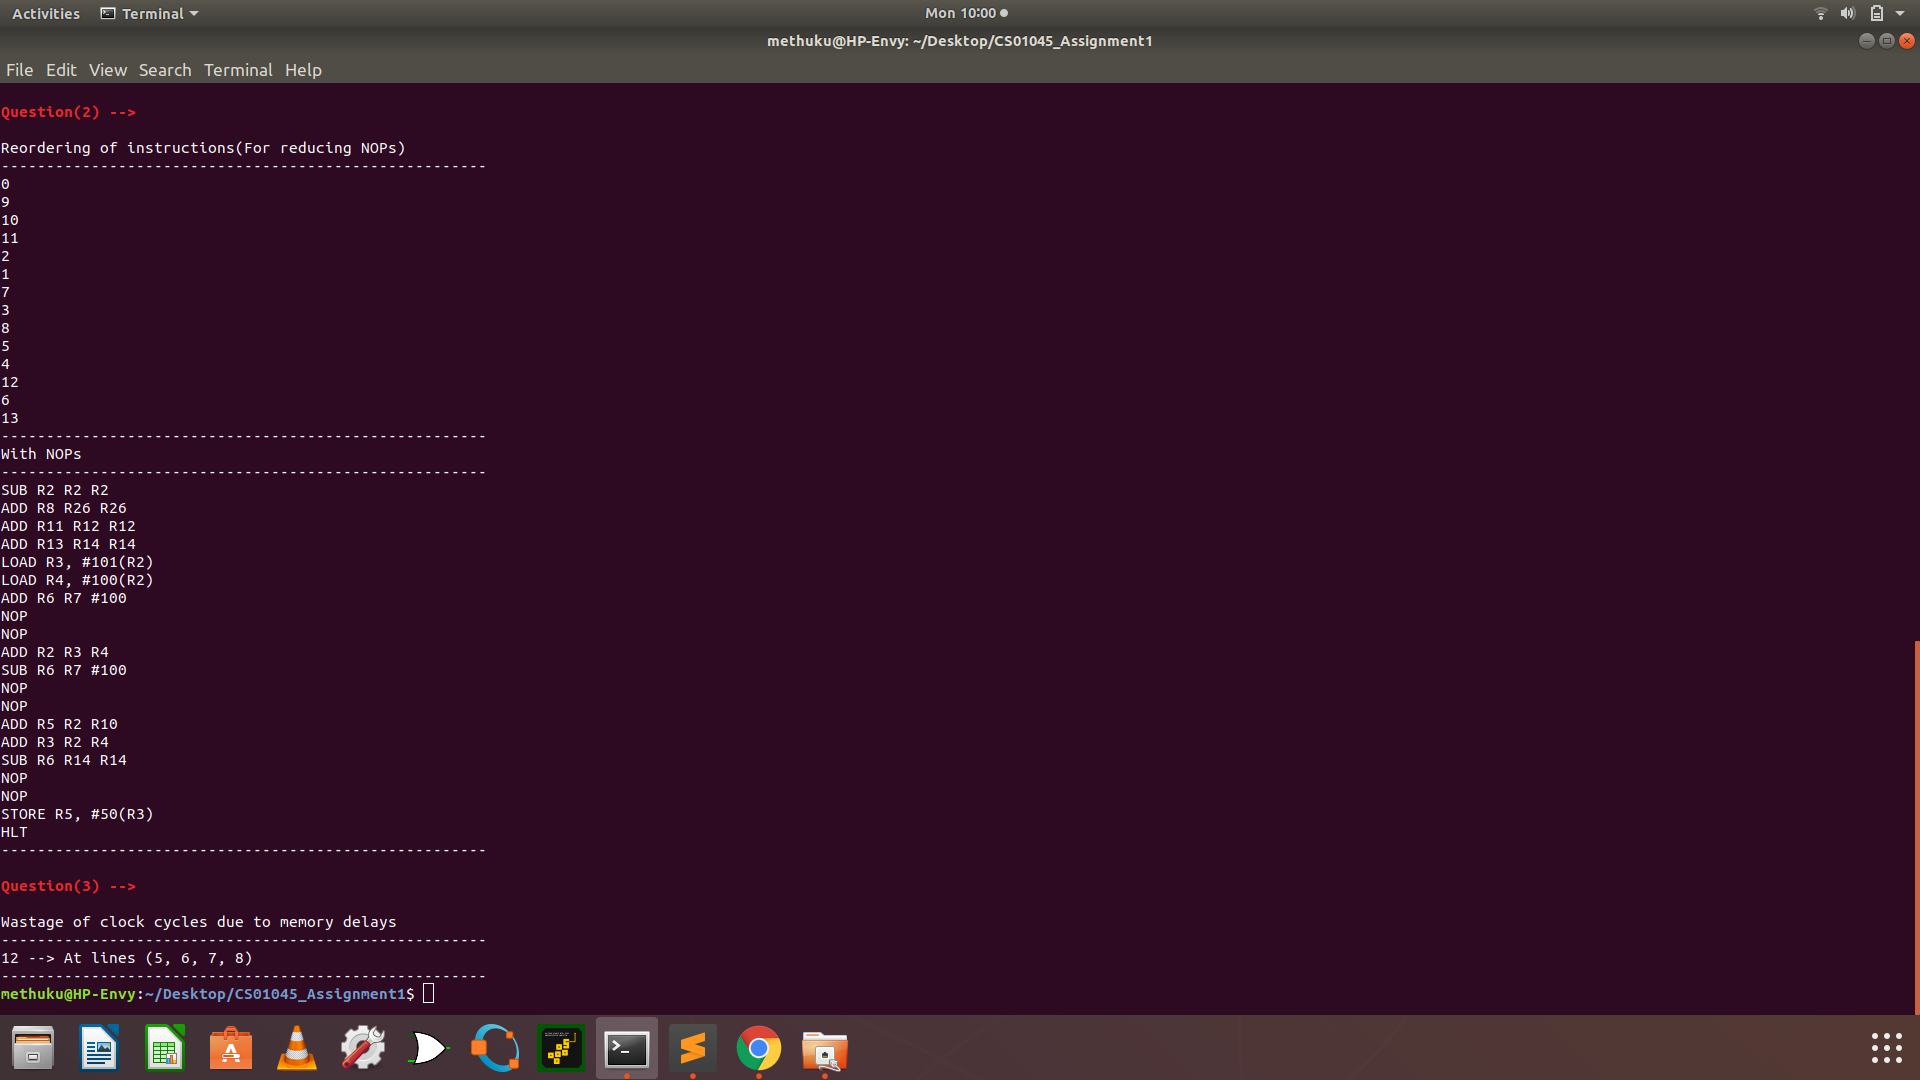 Activities Terminal Mon 10:00
methuku@HP-Envy: ~/Desktop/CS01045_Assignment1
File Edit View Search Terminal Help
Question(2) -->
Reordering of instructions(For reducing NOPs)
------------------------------------------------------
0
9
10
11
2
1
7
3
8
5
4
12
6
13
------------------------------------------------------
With NOPs
------------------------------------------------------
SUB R2 R2 R2
ADD R8 R26 R26
ADD R11 R12 R12
ADD R13 R14 R14
LOAD R3, #101(R2)
LOAD R4, #100(R2)
ADD R6 R7 #100
NOP
NOP
ADD R2 R3 R4
SUB R6 R7 #100
NOP
NOP
ADD R5 R2 R10
ADD R3 R2 R4
SUB R6 R14 R14
NOP
NOP
STORE R5, #50(R3)
HLT
------------------------------------------------------
Question(3) -->
Wastage of clock cycles due to memory delays
------------------------------------------------------
12 --> At lines (5, 6, 7, 8)
------------------------------------------------------
methuku@HP-Envy:~/Desktop/CS01045_Assignment1$